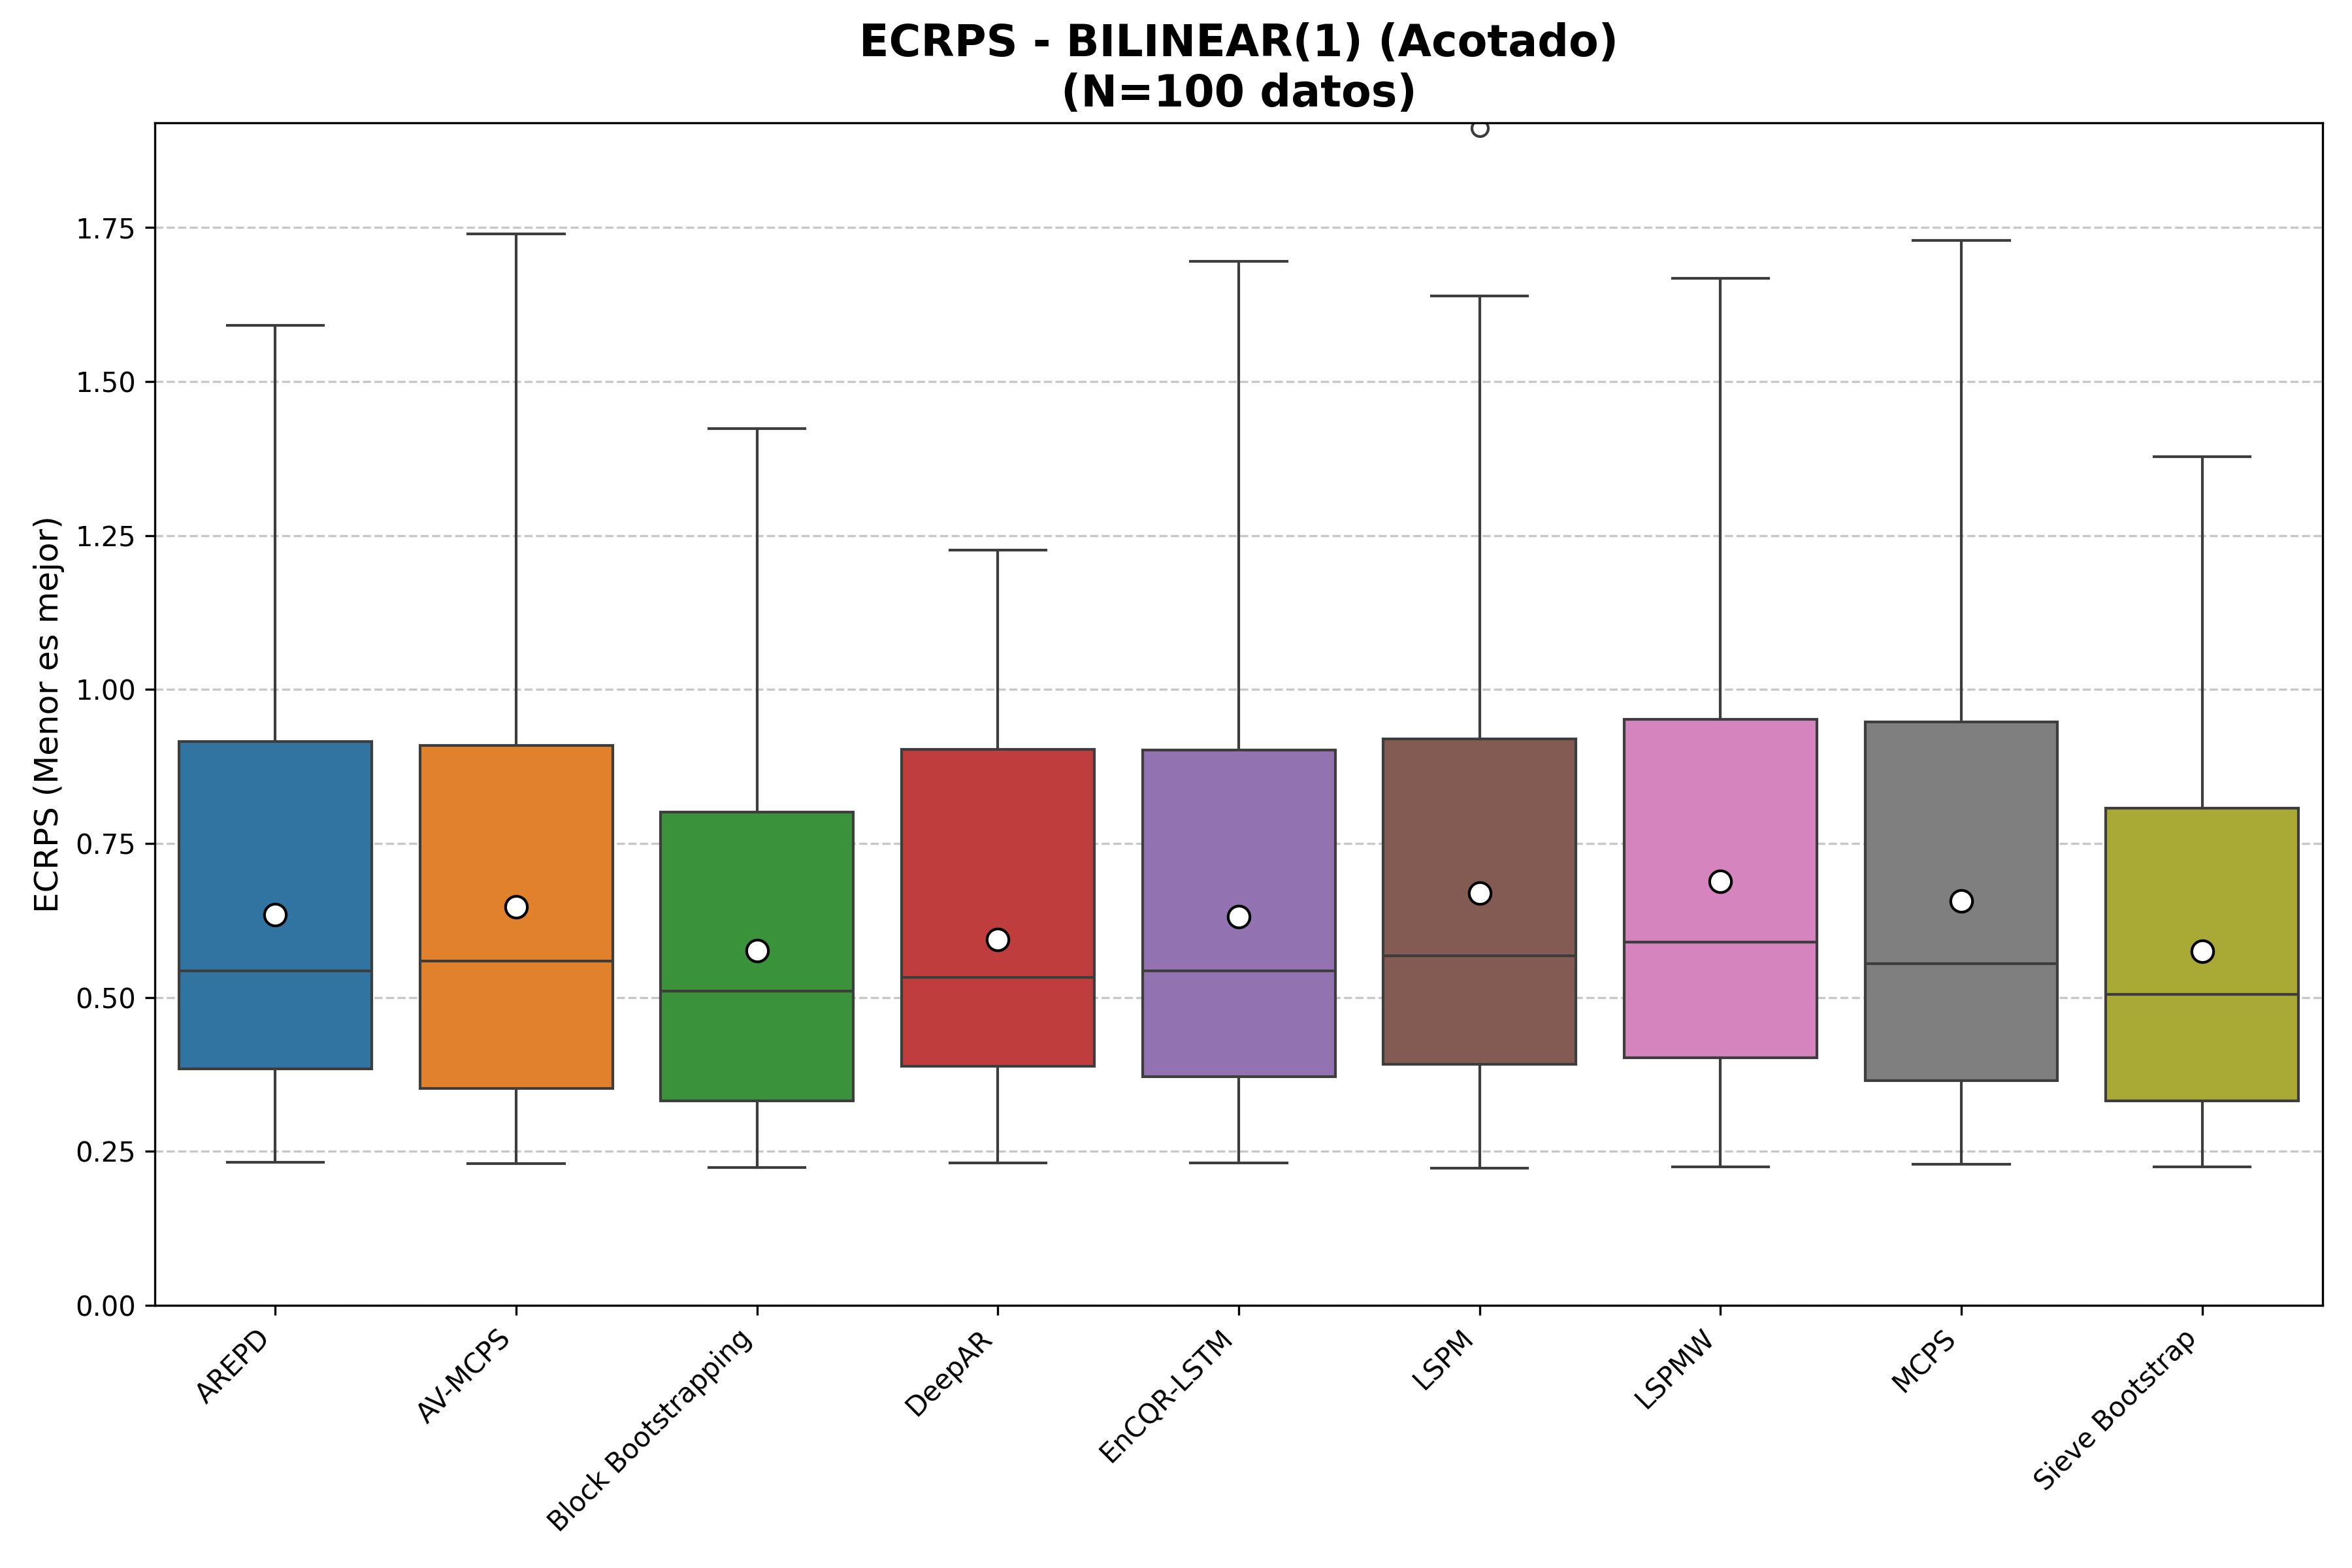 ECRPS - BILINEAR(1) (Acotado)
(N=100 datos)
ECRPS (Menor es mejor)
1.75
1.50
1.25
1.00
0.75
0.50
0.25
0.00
AREPD
AV-MCPS
Block Bootstrapping
DeepAR
EnCQR-LSTM
LSPM
LSPMW
MCPS
Sieve Bootstrap